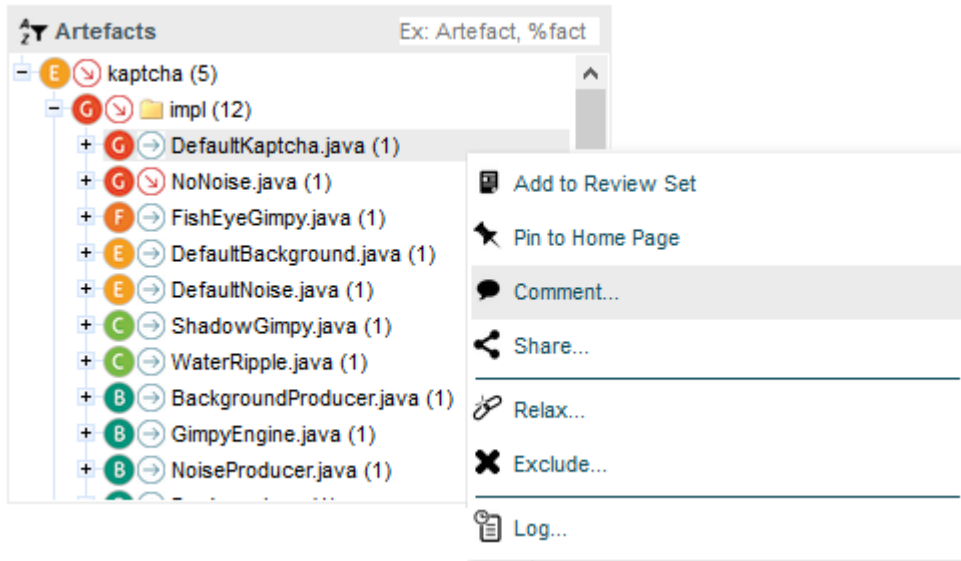 Artefacts Ex: Artefact, %fact
E kaptcha (5)
G impl (12)
G DefaultKaptcha.java (1)
G NoNoise.java (1)
F FishEyeGimpy.java (1)
E DefaultBackground.java (1)
E DefaultNoise.java (1)
C ShadowGimpy.java (1)
C WaterRipple.java (1)
B BackgroundProducer.java (1)
B GimpyEngine.java (1)
B NoiseProducer.java (1)
Add to Review Set
Pin to Home Page
Comment...
Share...
Relax...
Exclude...
Log...